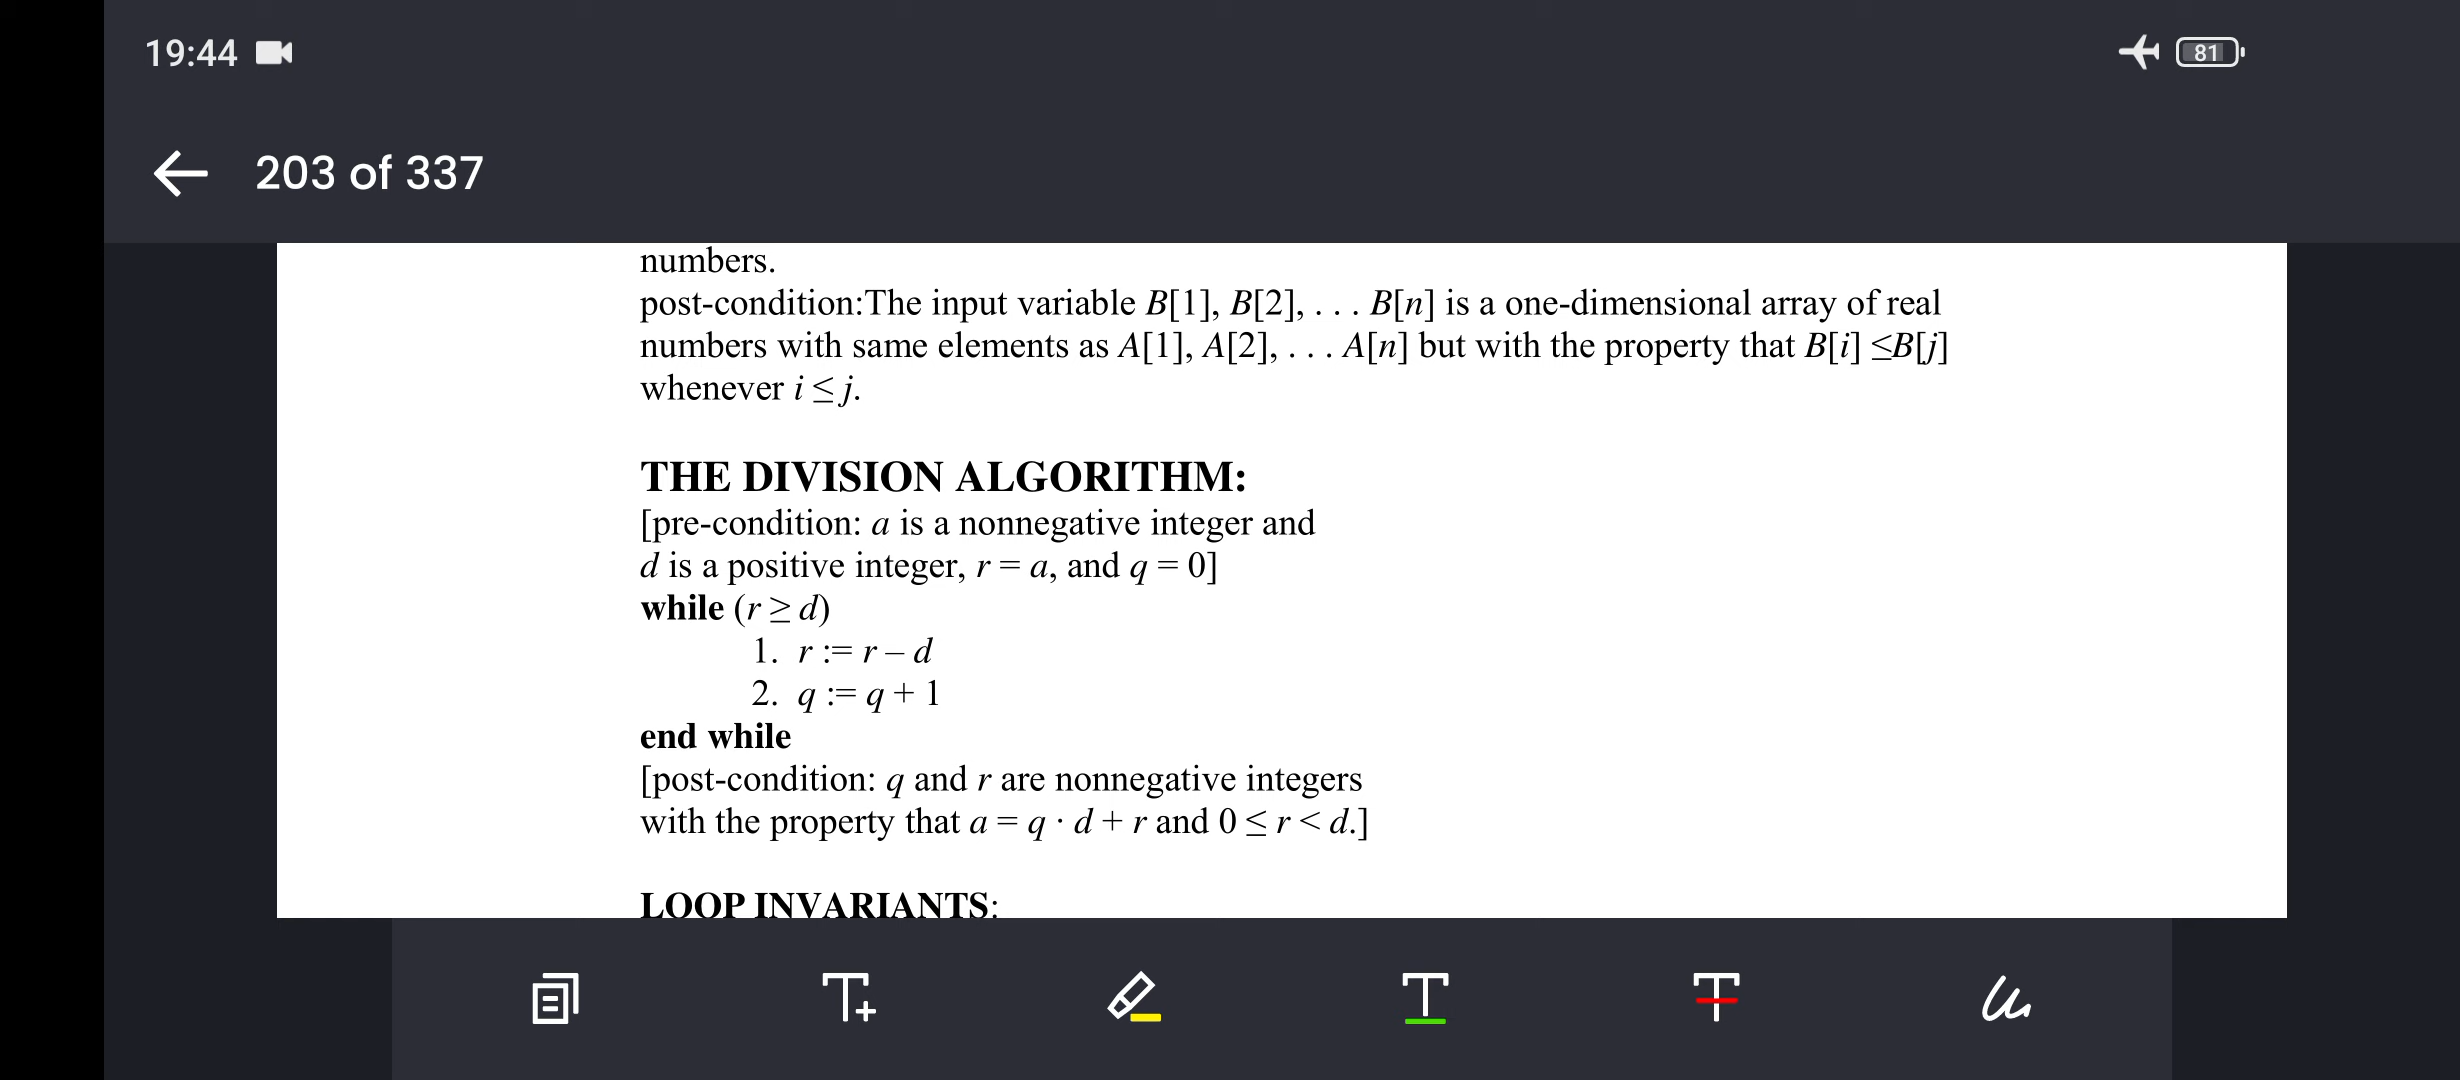 19:44
81
203 of 337
numbers.
post-condition:The input variable B[1], B[2], . . . B[n] is a one-dimensional array of real
numbers with same elements as A[1], A[2], . . . A[n] but with the property that B[i] ≤B[j]
whenever i ≤ j.
THE DIVISION ALGORITHM:
[pre-condition: a is a nonnegative integer and
d is a positive integer, r = a, and q = 0]
while (r ≥ d)
1. r := r – d
2. q := q + 1
end while
[post-condition: q and r are nonnegative integers
with the property that a = q · d + r and 0 ≤ r < d.]
LOOP INVARIANTS: